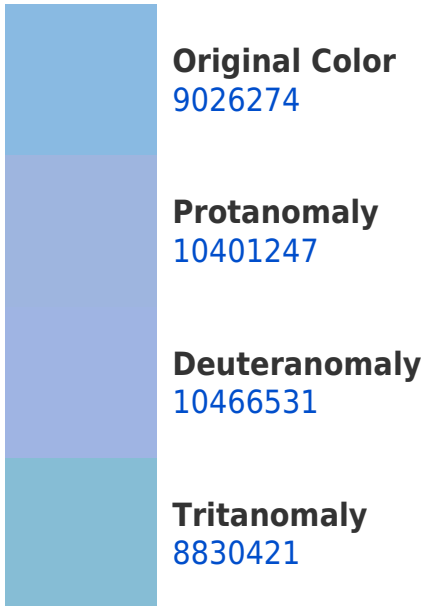 Original Color
9026274
Protanomaly
10401247
Deuteranomaly
10466531
Tritanomaly
8830421